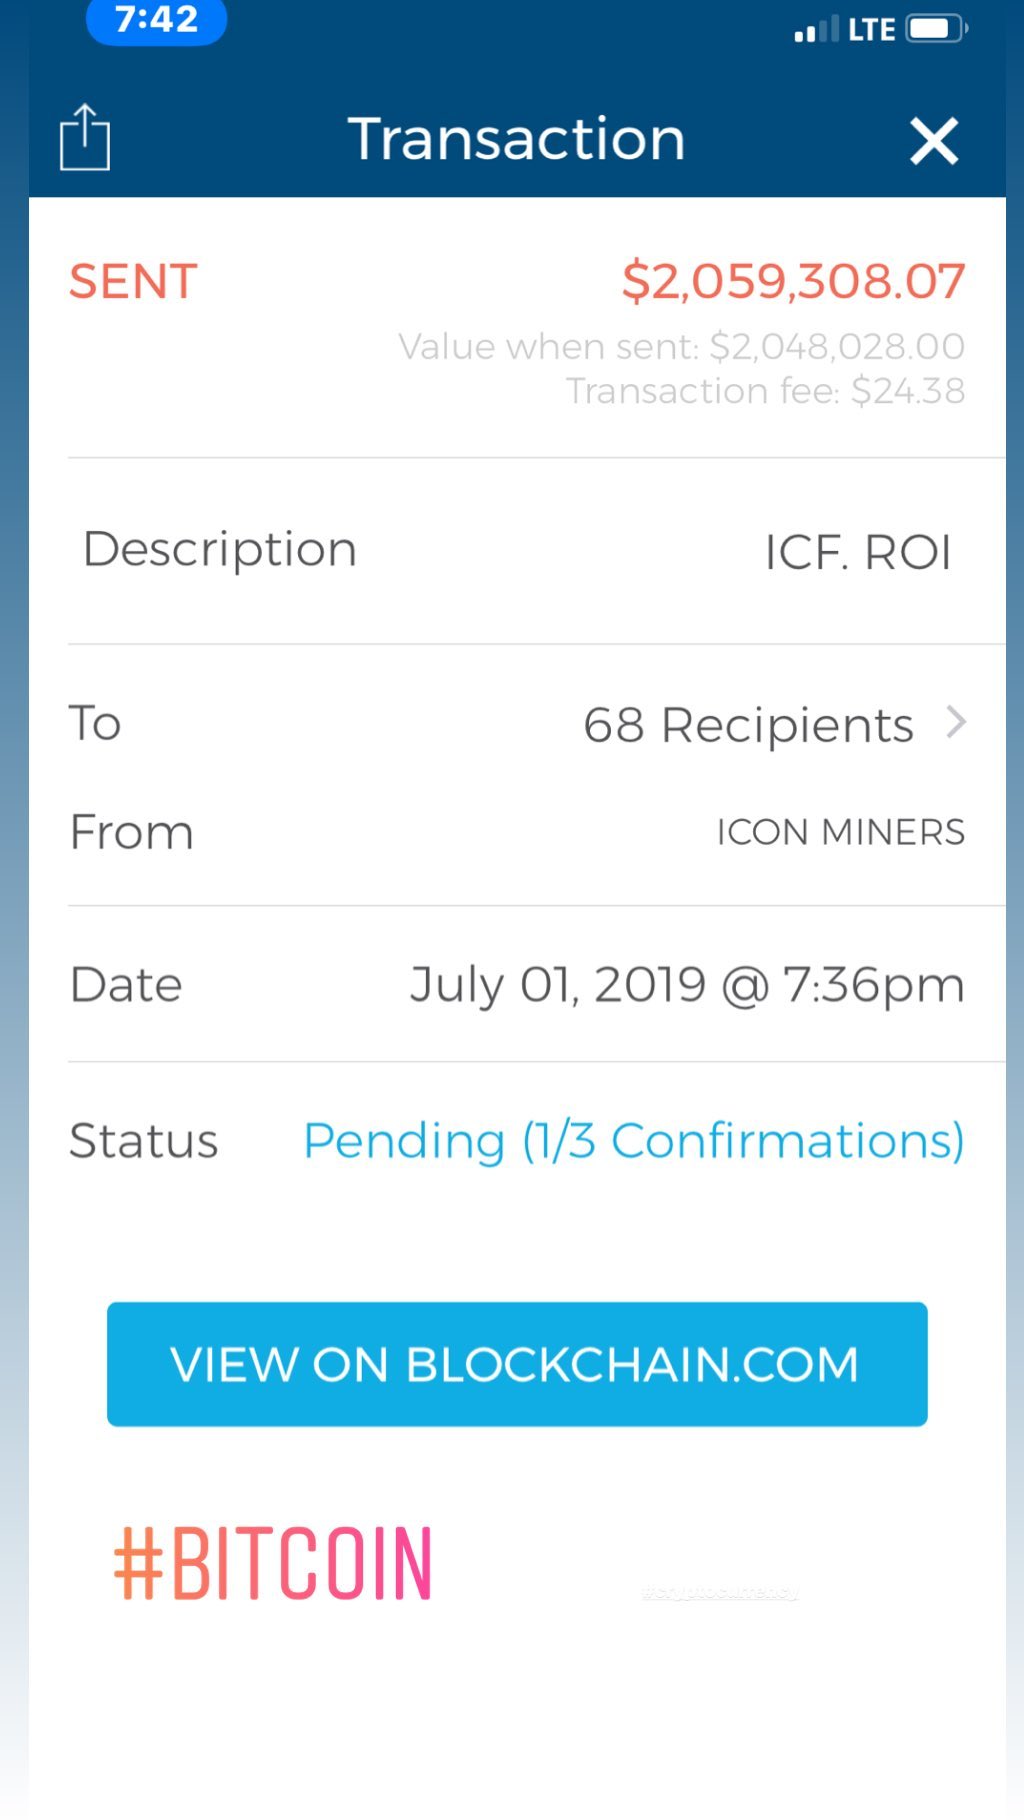 7:42
LTE
Transaction
SENT
$2,059,308.07
Value when sent: $2,048,028.00
Transaction fee: $24.38
Description
ICF. ROI
To
68 Recipients
From
ICON MINERS
Date
July 01, 2019 @ 7:36pm
Status
Pending (1/3 Confirmations)
VIEW ON BLOCKCHAIN.COM
#BITCOIN
#cryptocurrency